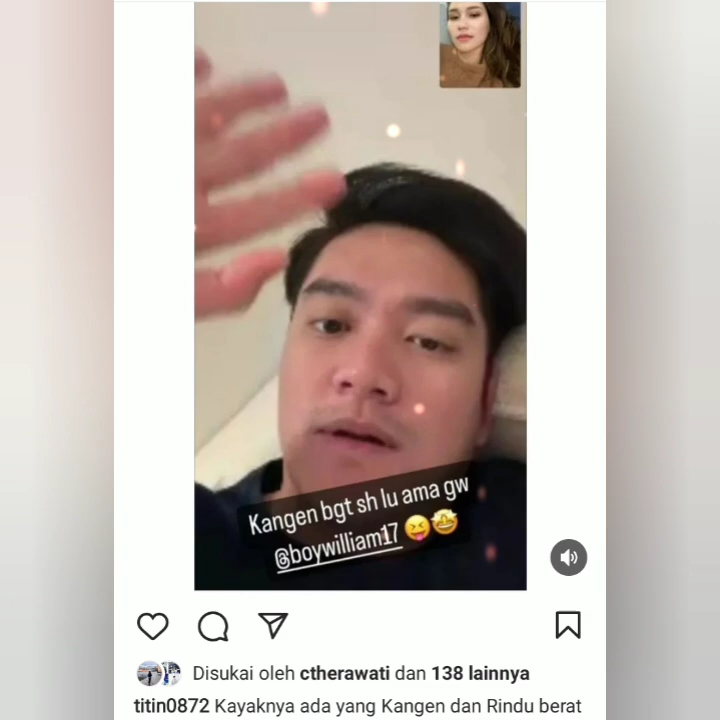 Kangen bgt sh lu ama gw
@boywilliam17 😝🤩
Disukai oleh ctherawati dan 138 lainnya
titin0872 Kayaknya ada yang Kangen dan Rindu berat